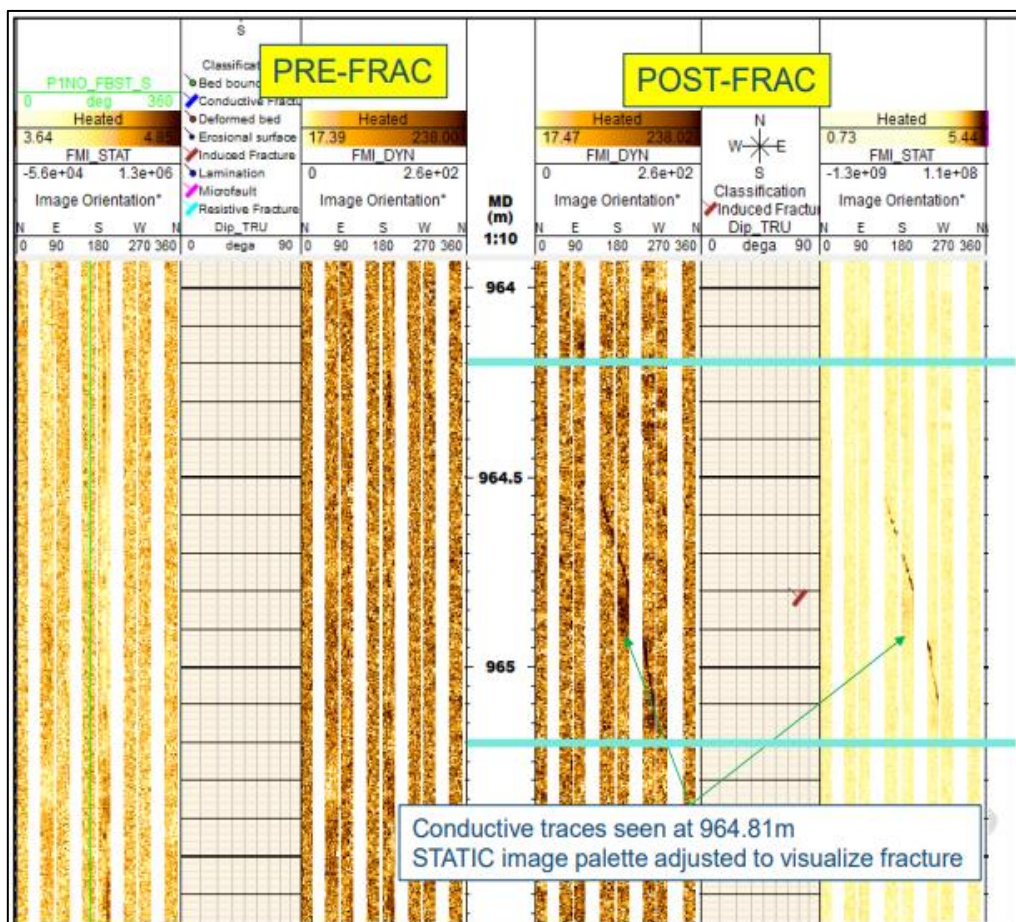 S
PRE-FRAC
POST-FRAC
P1NO_FBST_S
0 deg 360
Heated
3.64 4.85
FMI_STAT
-5.6e+04 1.3e+06
Image Orientation*
N E S W N
0 90 180 270 360
Classificat
Bed boun
Conductive Fractu
Deformed bed
Erosional surface
Induced Fracture
Lamination
Microfault
Resistive Fracture
Dip_TRU
0 dega 90
Heated
17.39 238.00
FMI_DYN
0 2.6e+02
Image Orientation*
N E S W N
0 90 180 270 360
MD
(m)
1:10
Heated
17.47 238.02
FMI_DYN
0 2.6e+02
Image Orientation*
N E S W N
0 90 180 270 360
N
W E
S
Classification
Induced Fractu
Dip_TRU
0 dega 90
Heated
0.73 5.44
FMI_STAT
-1.3e+09 1.1e+08
Image Orientation*
N E S W N
0 90 180 270 360
964
964.5
965
Conductive traces seen at 964.81m
STATIC image palette adjusted to visualize fracture